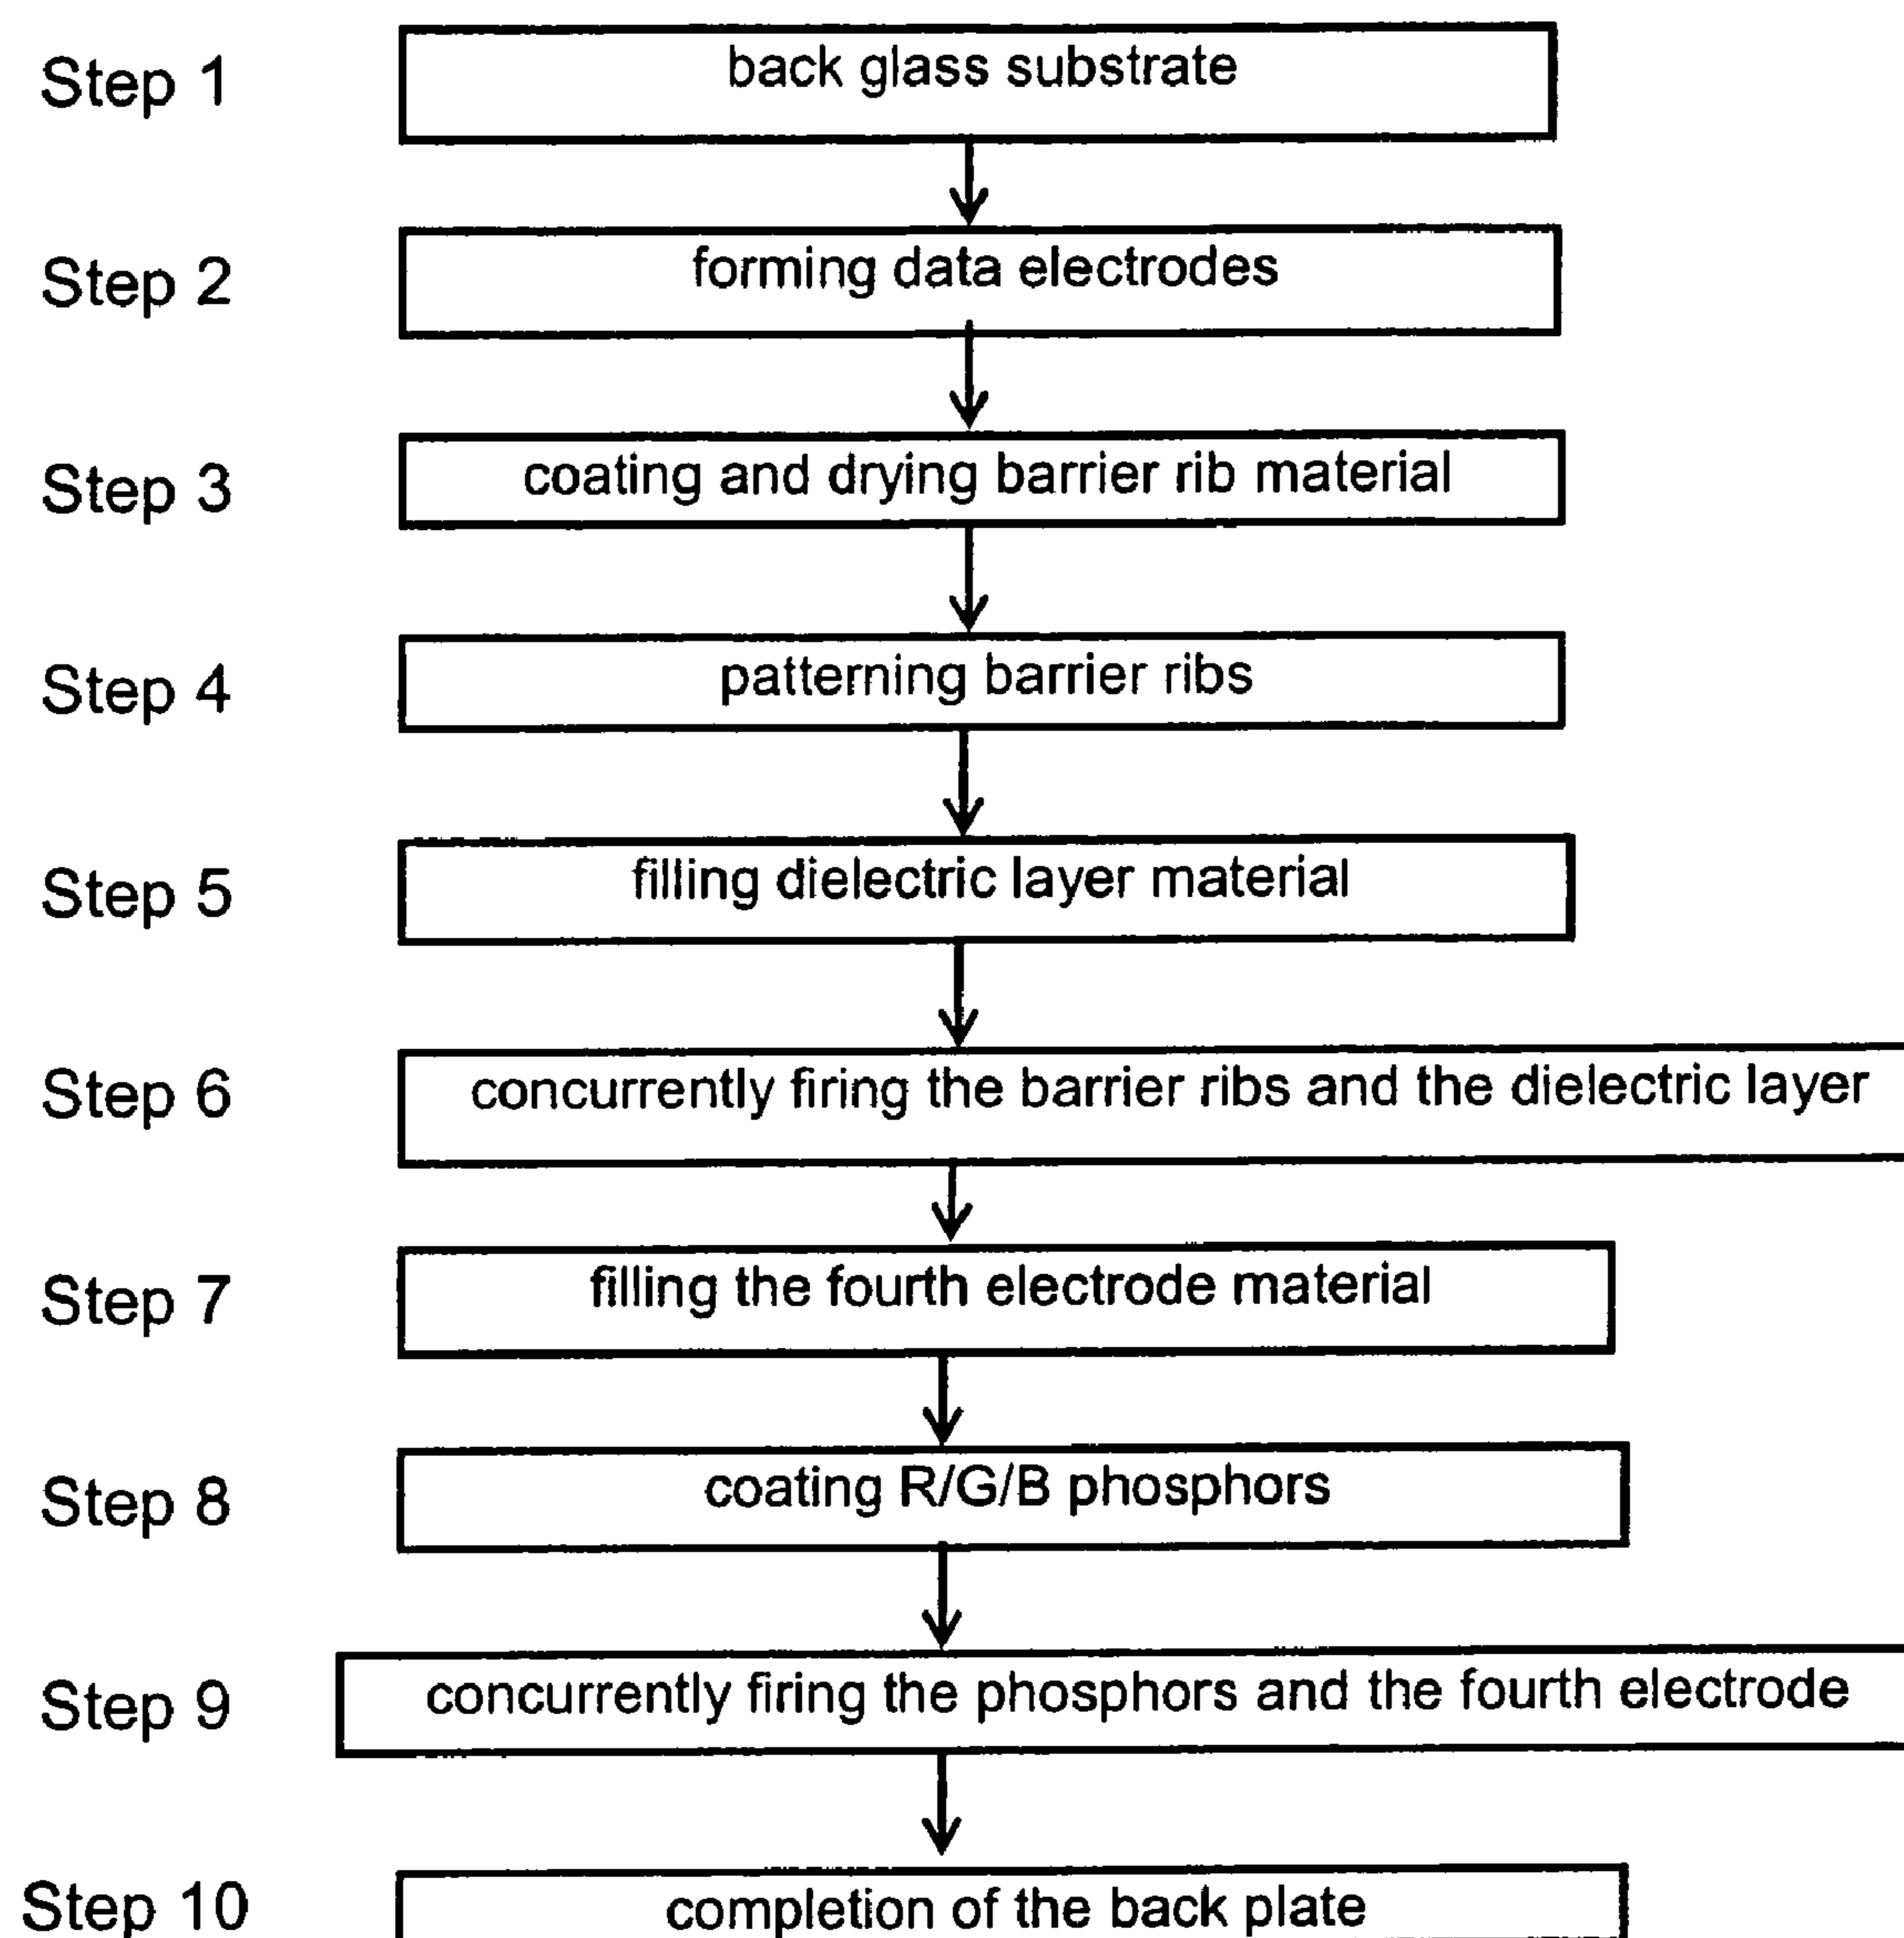 Step 1
back glass substrate
Step 2
forming data electrodes
Step 3
coating and drying barrier rib material
Step 4
patterning barrier ribs
Step 5
filling dielectric layer material
Step 6
concurrently firing the barrier ribs and the dielectric layer
Step 7
filling the fourth electrode material
Step 8
coating R/G/B phosphors
Step 9
concurrently firing the phosphors and the fourth electrode
Step 10
completion of the back plate